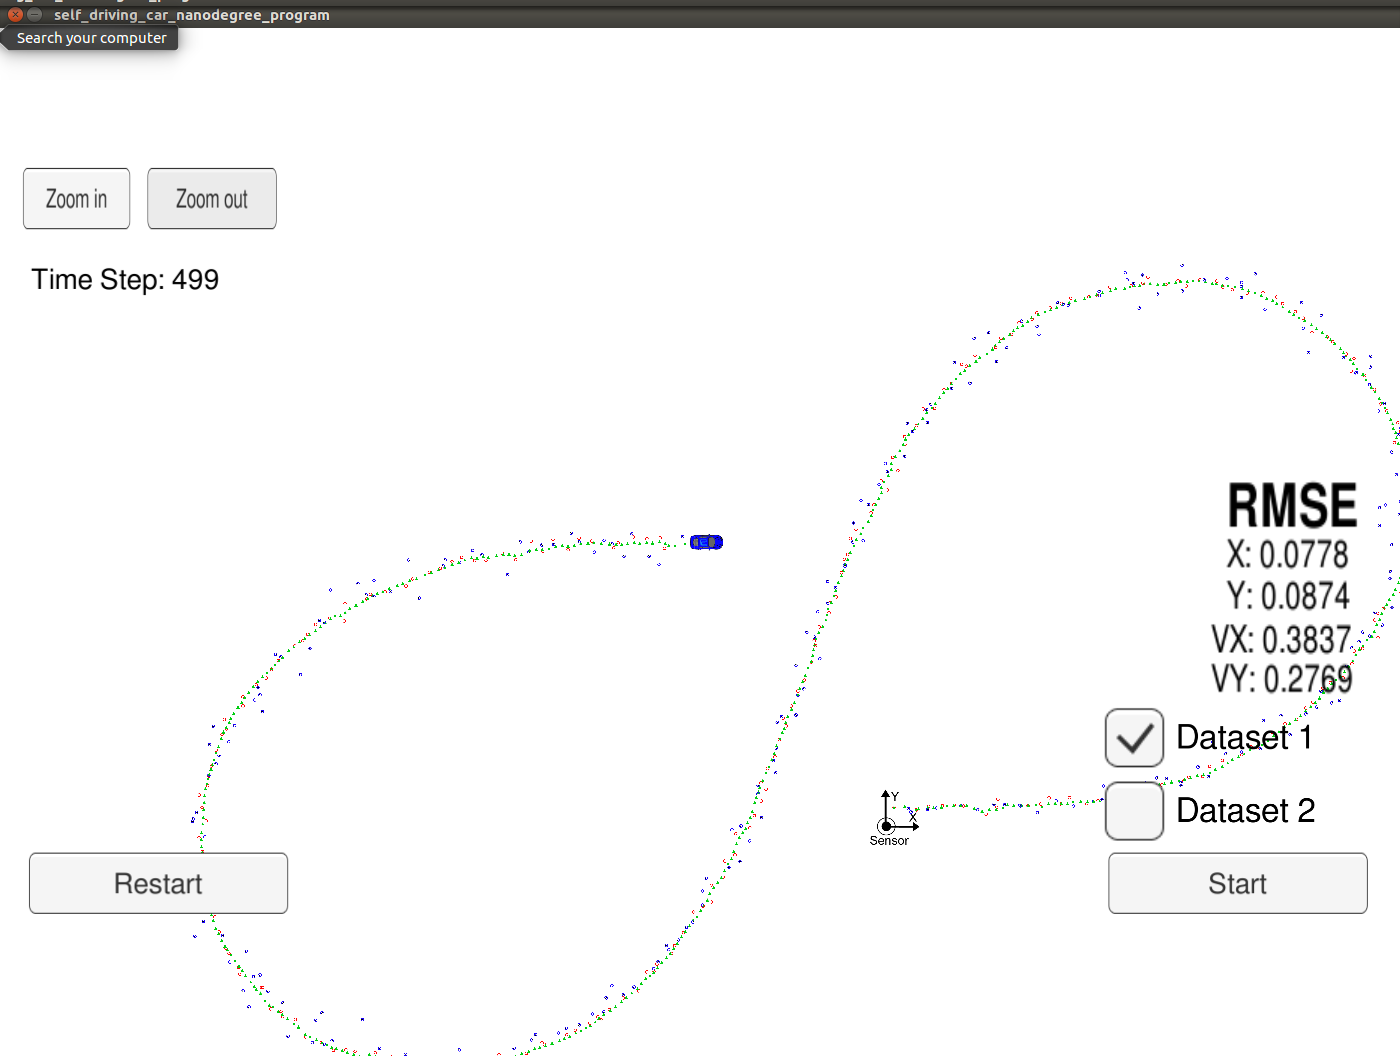 self_driving_car_nanodegree_program
Search your computer
Zoom in
Zoom out
Time Step: 499
RMSE
X: 0.0778
Y: 0.0874
VX: 0.3837
VY: 0.2769
Dataset 1
Y
X
Sensor
Dataset 2
Restart
Start